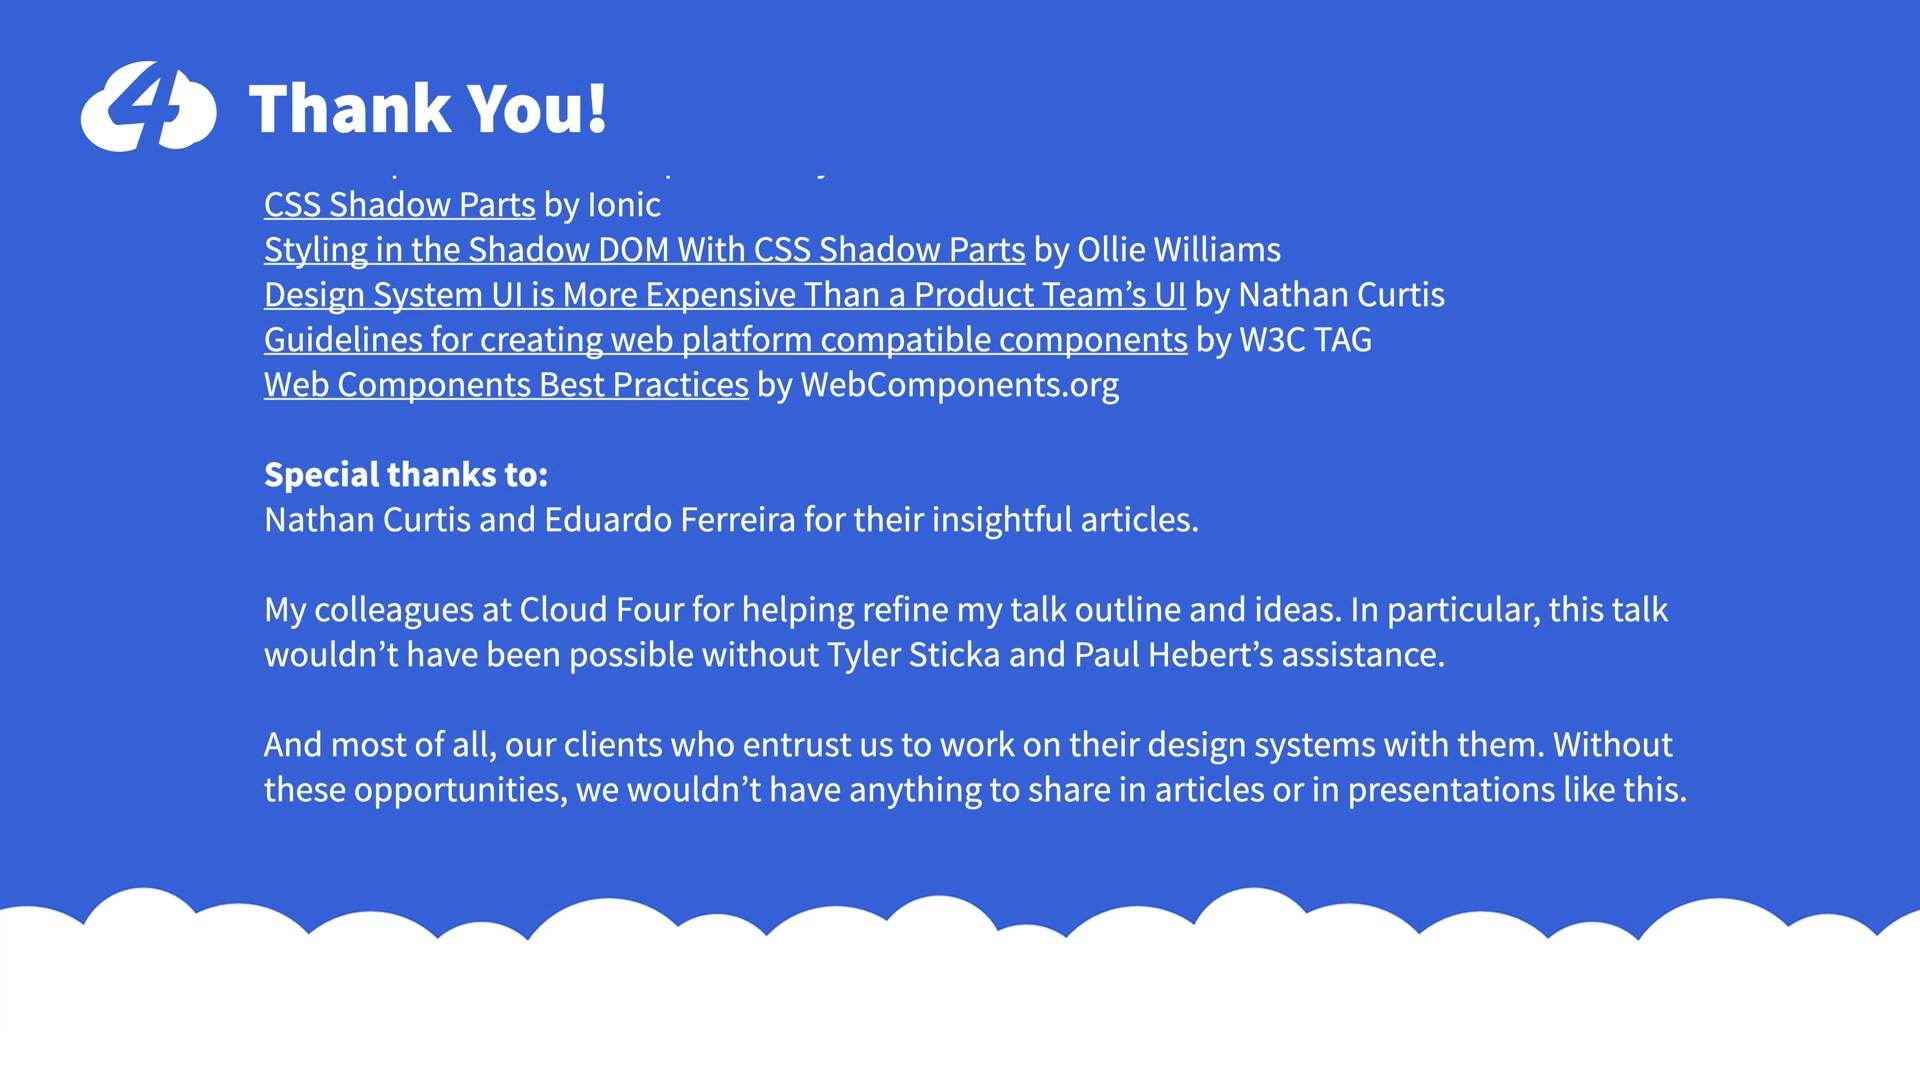 4
Thank You!
CSS Shadow Parts by Ionic
Styling in the Shadow DOM With CSS Shadow Parts by Ollie Williams
Design System UI is More Expensive Than a Product Team’s UI by Nathan Curtis
Guidelines for creating web platform compatible components by W3C TAG
Web Components Best Practices by WebComponents.org
Special thanks to:
Nathan Curtis and Eduardo Ferreira for their insightful articles.
My colleagues at Cloud Four for helping refine my talk outline and ideas. In particular, this talk
wouldn’t have been possible without Tyler Sticka and Paul Hebert’s assistance.
And most of all, our clients who entrust us to work on their design systems with them. Without
these opportunities, we wouldn’t have anything to share in articles or in presentations like this.